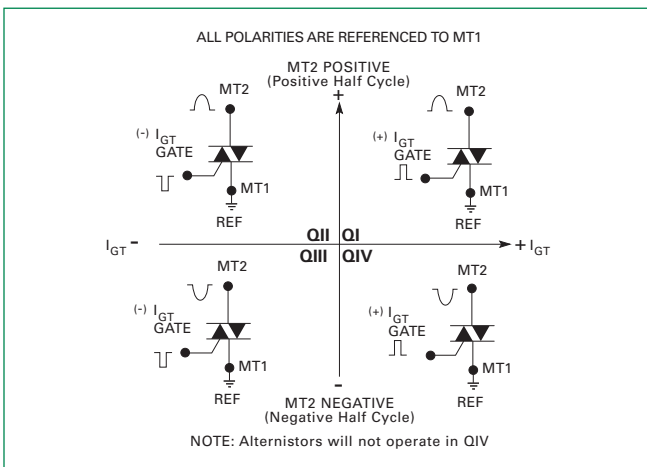 ALL POLARITIES ARE REFERENCED TO MT1
MT2 POSITIVE
(Positive Half Cycle)
+
MT2
(-) IGT
GATE
MT1
REF
MT2
(+) IGT
GATE
MT1
REF
QII QI
IGT -
+ IGT
QIII QIV
MT2
(-) IGT
GATE
MT1
REF
MT2
(+) IGT
GATE
MT1
REF
-
MT2 NEGATIVE
(Negative Half Cycle)
NOTE: Alternistors will not operate in QIV